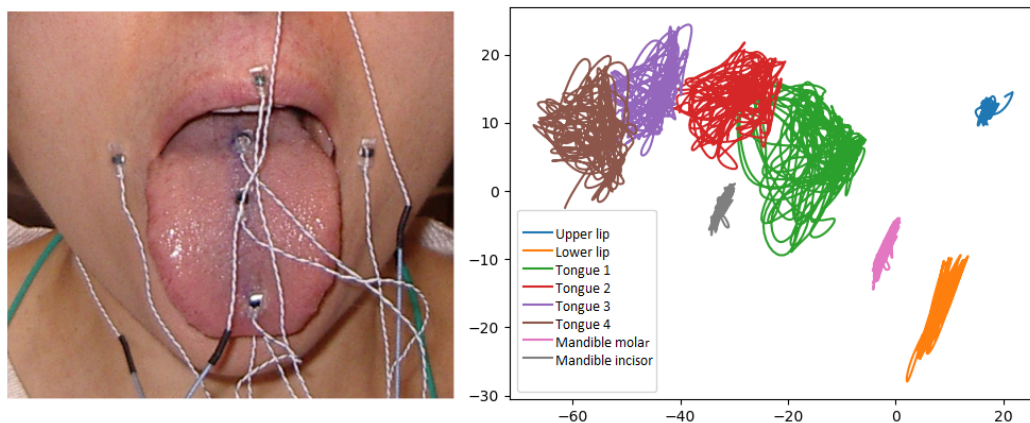 20
10
0
−10
−20
−30
Upper lip
Lower lip
Tongue 1
Tongue 2
Tongue 3
Tongue 4
Mandible molar
Mandible incisor
−60
−40
−20
0
20